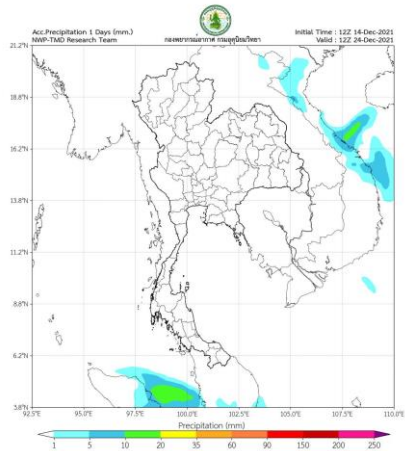 Acc.Precipitation 1 Days (mm.)
NWP-TMD Research Team
กองพยากรณ์อากาศ กรมอุตุนิยมวิทยา
Initial Time : 12Z 14-Dec-2021
Valid : 12Z 24-Dec-2021
21.2°N
18.8°N
16.2°N
13.8°N
11.2°N
8.8°N
6.2°N
3.8°N
92.5°E 95.0°E 97.5°E 100.0°E 102.5°E 105.0°E 107.5°E 110.0°E
Precipitation (mm)
1 5 10 20 35 60 90 150 200 250